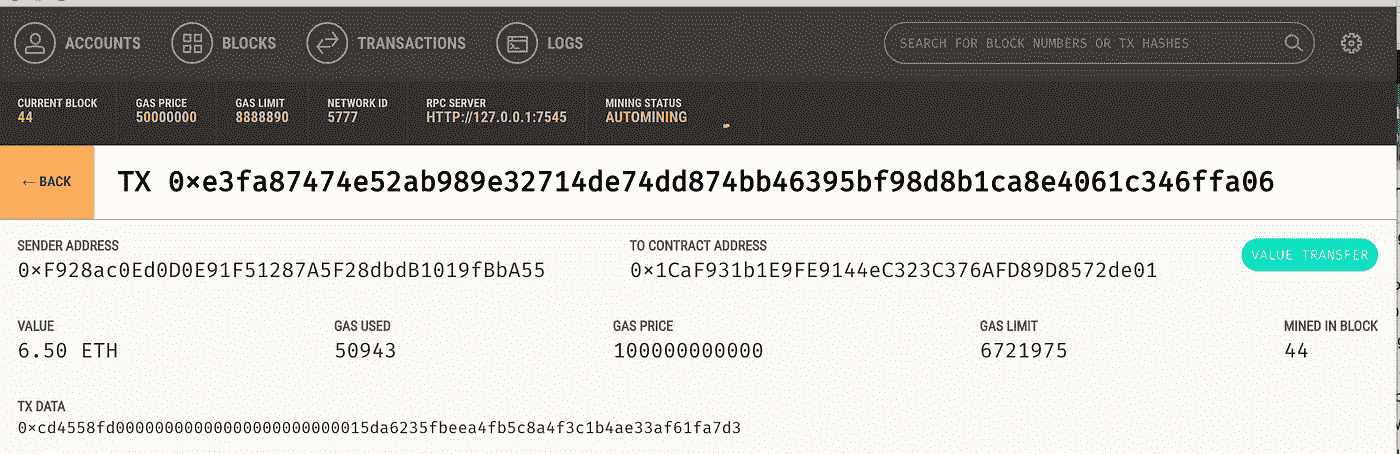 ACCOUNTS BLOCKS TRANSACTIONS LOGS SEARCH FOR BLOCK NUMBERS OR TX HASHES
CURRENT BLOCK GAS PRICE GAS LIMIT NETWORK ID RPC SERVER MINING STATUS
44 50000000 8888890 5777 HTTP://127.0.0.1:7545 AUTOMINING
← BACK TX 0×e3fa87474e52ab989e32714de74dd874bb46395bf98d8b1ca8e4061c346ffa06
SENDER ADDRESS TO CONTRACT ADDRESS
0×F928ac0Ed0D0E91F51287A5F28dbdB1019fBbA55 0×1CaF931b1E9FE9144eC323C376AFD89D8572de01 VALUE TRANSFER
VALUE GAS USED GAS PRICE GAS LIMIT MINED IN BLOCK
6.50 ETH 50943 100000000000 6721975 44
TX DATA
0×cd4558fd00000000000000000000000015da6235fbeea4fb5c8a4f3c1b4ae33af61fa7d3